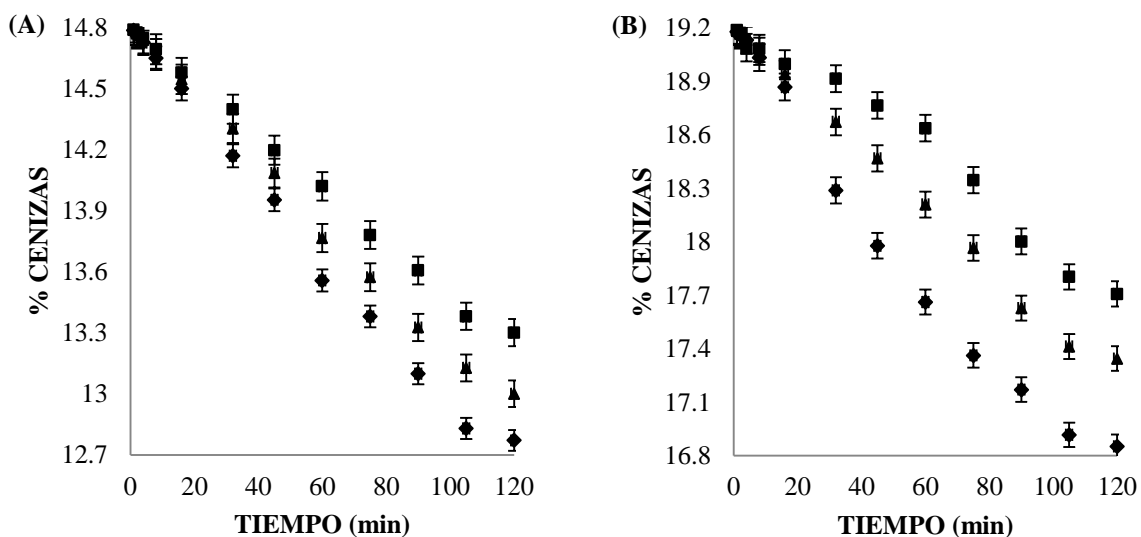 (A)
% CENIZAS
14.8
14.5
14.2
13.9
13.6
13.3
13
12.7
0 20 40 60 80 100 120
TIEMPO (min)
(B)
% CENIZAS
19.2
18.9
18.6
18.3
18
17.7
17.4
17.1
16.8
0 20 40 60 80 100 120
TIEMPO (min)